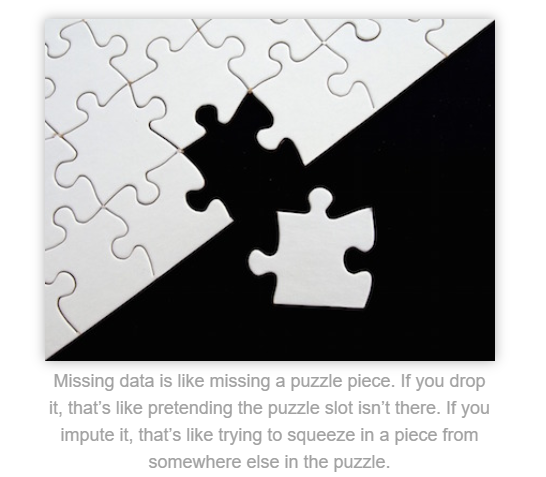 Missing data is like missing a puzzle piece. If you drop
it, that’s like pretending the puzzle slot isn’t there. If you
impute it, that’s like trying to squeeze in a piece from
somewhere else in the puzzle.